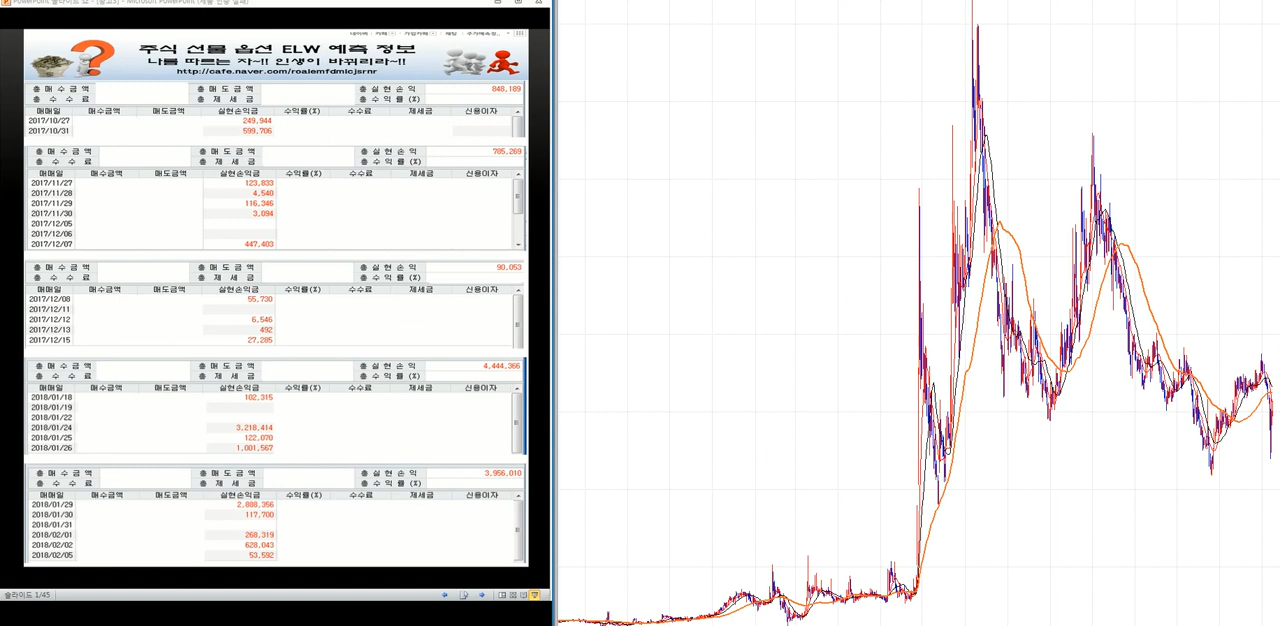 주식 선물 옵션 ELW 예측 정보
나를 따르는 자~!! 인생이 바뀌리라~!!
http://cafe.naver.com/roalemfdmlcjsrnr
총 매 수 금 액 총 매 도 금 액 총 실 현 손 익 848,189
총 수 수 료 총 제 세 금 총 수 익 률 (%)
매매일 매수금액 매도금액 실현손익금 수익률(%) 수수료 제세금 신용이자
2017/10/27 249,944
2017/10/31 599,706
총 매 수 금 액 총 매 도 금 액 총 실 현 손 익 785,269
총 수 수 료 총 제 세 금 총 수 익 률 (%)
매매일 매수금액 매도금액 실현손익금 수익률(%) 수수료 제세금 신용이자
2017/11/27 123,833
2017/11/28 4,540
2017/11/29 116,346
2017/11/30 3,094
2017/12/05
2017/12/06
2017/12/07 447,403
총 매 수 금 액 총 매 도 금 액 총 실 현 손 익 90,053
총 수 수 료 총 제 세 금 총 수 익 률 (%)
매매일 매수금액 매도금액 실현손익금 수익률(%) 수수료 제세금 신용이자
2017/12/08 55,730
2017/12/11
2017/12/12 6,546
2017/12/13 492
2017/12/15 27,285
총 매 수 금 액 총 매 도 금 액 총 실 현 손 익 4,444,366
총 수 수 료 총 제 세 금 총 수 익 률 (%)
매매일 매수금액 매도금액 실현손익금 수익률(%) 수수료 제세금 신용이자
2018/01/18 102,315
2018/01/19
2018/01/22
2018/01/24 3,218,414
2018/01/25 122,070
2018/01/26 1,001,567
총 매 수 금 액 총 매 도 금 액 총 실 현 손 익 3,956,010
총 수 수 료 총 제 세 금 총 수 익 률 (%)
매매일 매수금액 매도금액 실현손익금 수익률(%) 수수료 제세금 신용이자
2018/01/29 2,888,356
2018/01/30 117,700
2018/01/31
2018/02/01 268,319
2018/02/02 628,043
2018/02/05 53,592
슬라이드 1/45